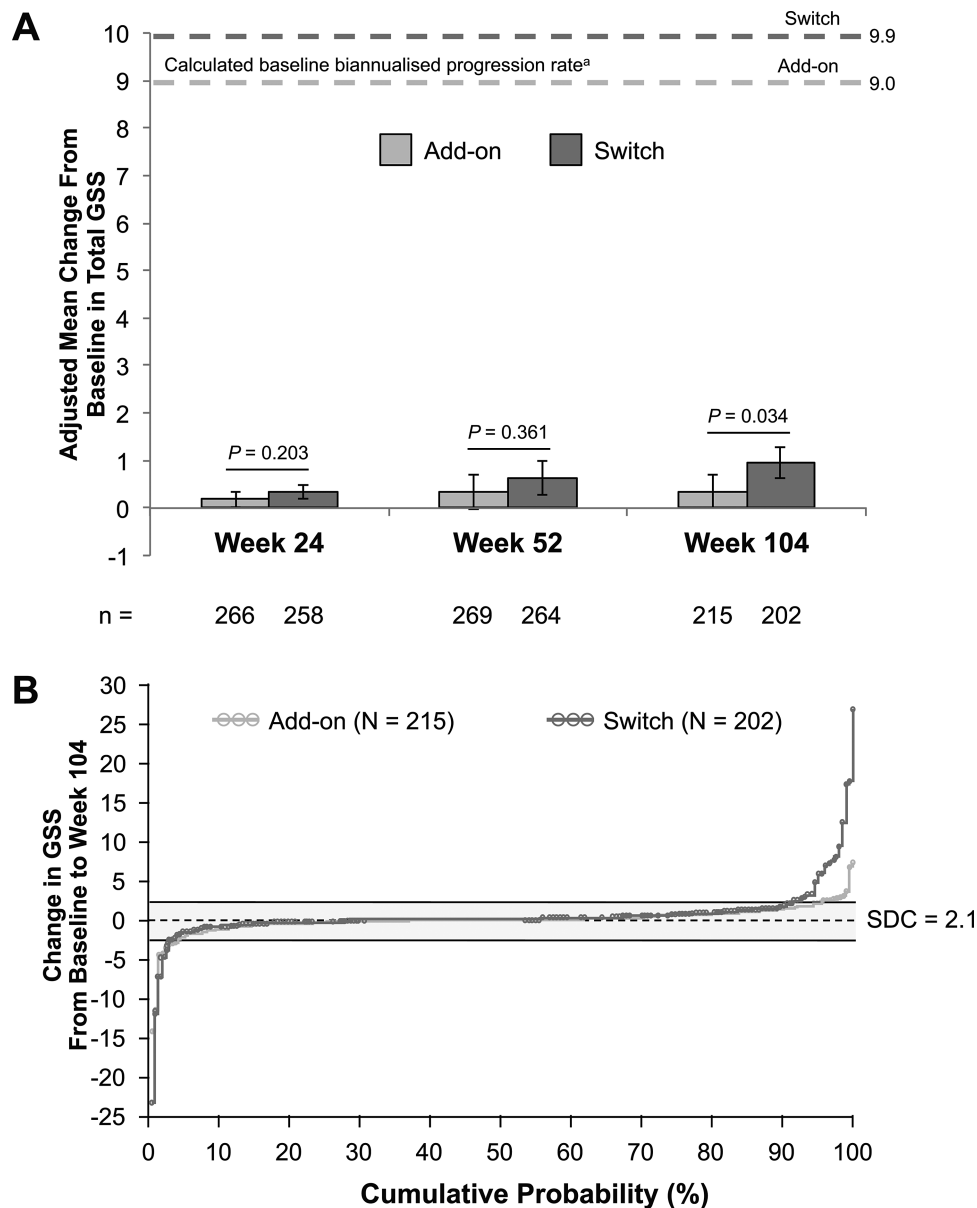 A
Adjusted Mean Change From
Baseline in Total GSS
10
9
8
7
6
5
4
3
2
1
0
-1
Switch
9.9
Calculated baseline biannualised progression rateᵃ
Add-on
9.0
Add-on
Switch
P = 0.203
P = 0.361
P = 0.034
Week 24
Week 52
Week 104
n =
266
258
269
264
215
202
B
Change in GSS
From Baseline to Week 104
30
25
20
15
10
5
0
-5
-10
-15
-20
-25
Add-on (N = 215)
Switch (N = 202)
SDC = 2.1
0
10
20
30
40
50
60
70
80
90
100
Cumulative Probability (%)